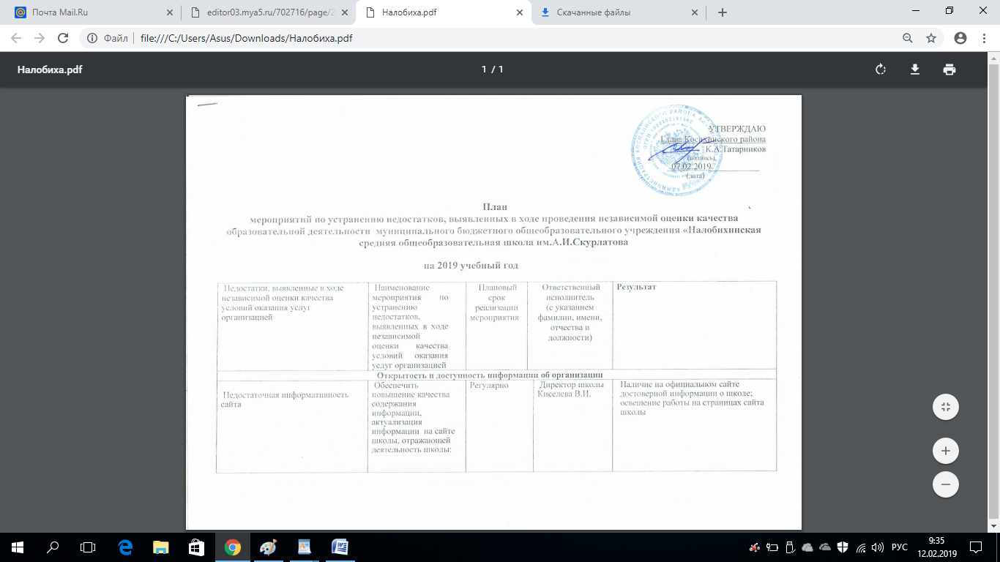 Почта Mail.Ru
editor03.mya5.ru/702716/page/2
Налобиха.pdf
Скачанные файлы
Файл
file:///C:/Users/Asus/Downloads/Налобиха.pdf
Налобиха.pdf
1 / 1
УТВЕРЖДАЮ
Глава Косихинского района
К.А.Татарников
(подпись)
07.02.2019
(дата)
План
мероприятий по устранению недостатков, выявленных в ходе проведения независимой оценки качества
образовательной деятельности муниципального бюджетного общеобразовательного учреждения «Налобихинская
средняя общеобразовательная школа им.А.И.Скурлатова
на 2019 учебный год
Недостатки, выявленные в ходе
независимой оценки качества
условий оказания услуг
организацией
Наименование
мероприятия по
устранению
недостатков,
выявленных в ходе
независимой
оценки качества
условий оказания
услуг организацией
Плановый
срок
реализации
мероприятия
Ответственный
исполнитель
(с указанием
фамилии, имени,
отчества и
должности)
Результат
Открытость и доступность информации об организации
Недостаточная информативность
сайта
Обеспечить
повышение качества
содержания
информации,
актуализация
информации на сайте
школы, отражающей
деятельность школы:
Регулярно
Директор школы
Киселева В.И.
Наличие на официальном сайте
достоверной информации о школе;
освещение работы на страницах сайта
школы
РУС
9:35
12.02.2019